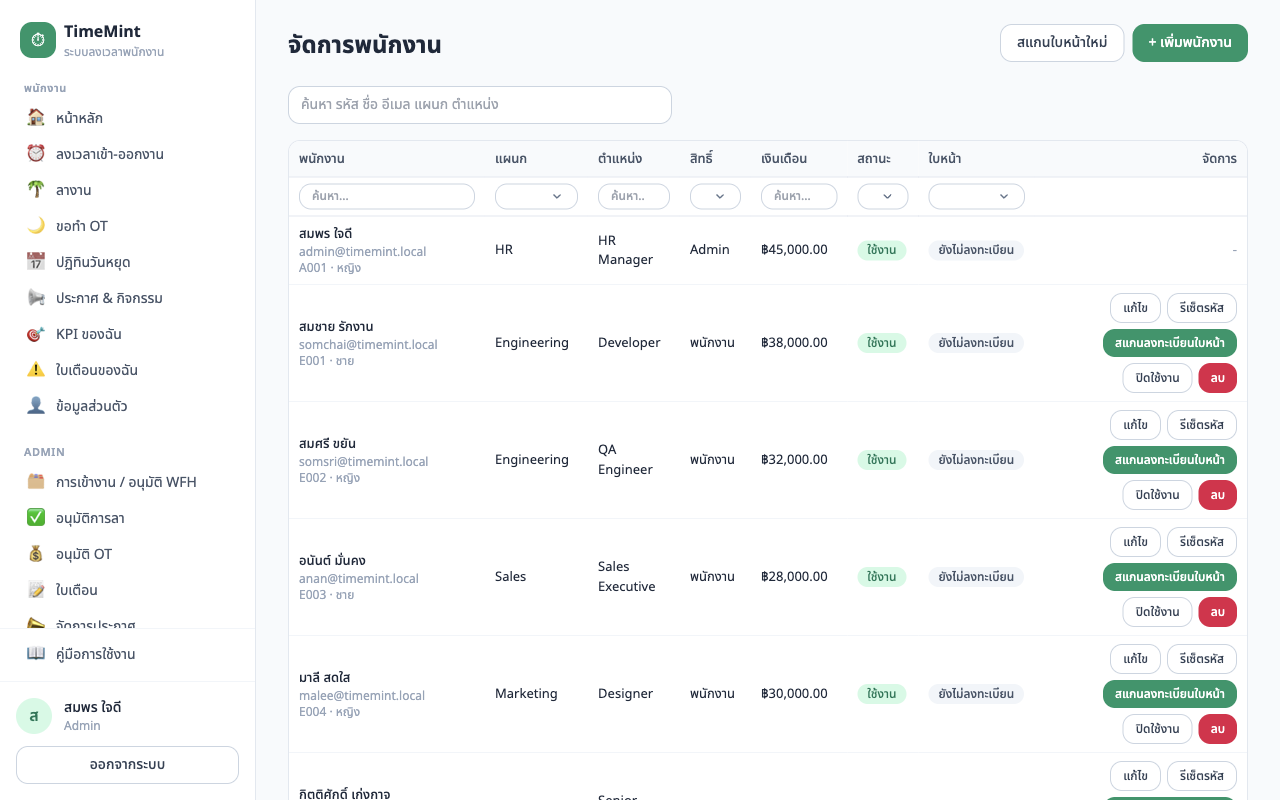 TimeMint
ระบบลงเวลาพนักงาน
พนักงาน
หน้าหลัก
ลงเวลาเข้า-ออกงาน
ลางาน
ขอทำ OT
ปฏิทินวันหยุด
ประกาศ & กิจกรรม
KPI ของฉัน
ใบเตือนของฉัน
ข้อมูลส่วนตัว
ADMIN
การเข้างาน / อนุมัติ WFH
อนุมัติการลา
อนุมัติ OT
ใบเตือน
จัดการประกาศ
คู่มือการใช้งาน
ส
สมพร ใจดี
Admin
ออกจากระบบ
จัดการพนักงาน
สแกนใบหน้าใหม่
+ เพิ่มพนักงาน
ค้นหา รหัส ชื่อ อีเมล แผนก ตำแหน่ง
พนักงาน แผนก ตำแหน่ง สิทธิ์ เงินเดือน สถานะ ใบหน้า จัดการ
ค้นหา... ค้นหา.. ค้นหา...
สมพร ใจดี
admin@timemint.local
A001 · หญิง
HR
HR
Manager
Admin
฿45,000.00
ใช้งาน
ยังไม่ลงทะเบียน
-
สมชาย รักงาน
somchai@timemint.local
E001 · ชาย
Engineering
Developer
พนักงาน
฿38,000.00
ใช้งาน
ยังไม่ลงทะเบียน
แก้ไข รีเซ็ตรหัส
สแกนลงทะเบียนใบหน้า
ปิดใช้งาน ลบ
สมศรี ขยัน
somsri@timemint.local
E002 · หญิง
Engineering
QA
Engineer
พนักงาน
฿32,000.00
ใช้งาน
ยังไม่ลงทะเบียน
แก้ไข รีเซ็ตรหัส
สแกนลงทะเบียนใบหน้า
ปิดใช้งาน ลบ
อนันต์ มั่นคง
anan@timemint.local
E003 · ชาย
Sales
Sales
Executive
พนักงาน
฿28,000.00
ใช้งาน
ยังไม่ลงทะเบียน
แก้ไข รีเซ็ตรหัส
สแกนลงทะเบียนใบหน้า
ปิดใช้งาน ลบ
มาลี สดใส
malee@timemint.local
E004 · หญิง
Marketing
Designer
พนักงาน
฿30,000.00
ใช้งาน
ยังไม่ลงทะเบียน
แก้ไข รีเซ็ตรหัส
สแกนลงทะเบียนใบหน้า
ปิดใช้งาน ลบ
กิตติศักดิ์ เก่งกาจ
Senior
แก้ไข รีเซ็ตรหัส